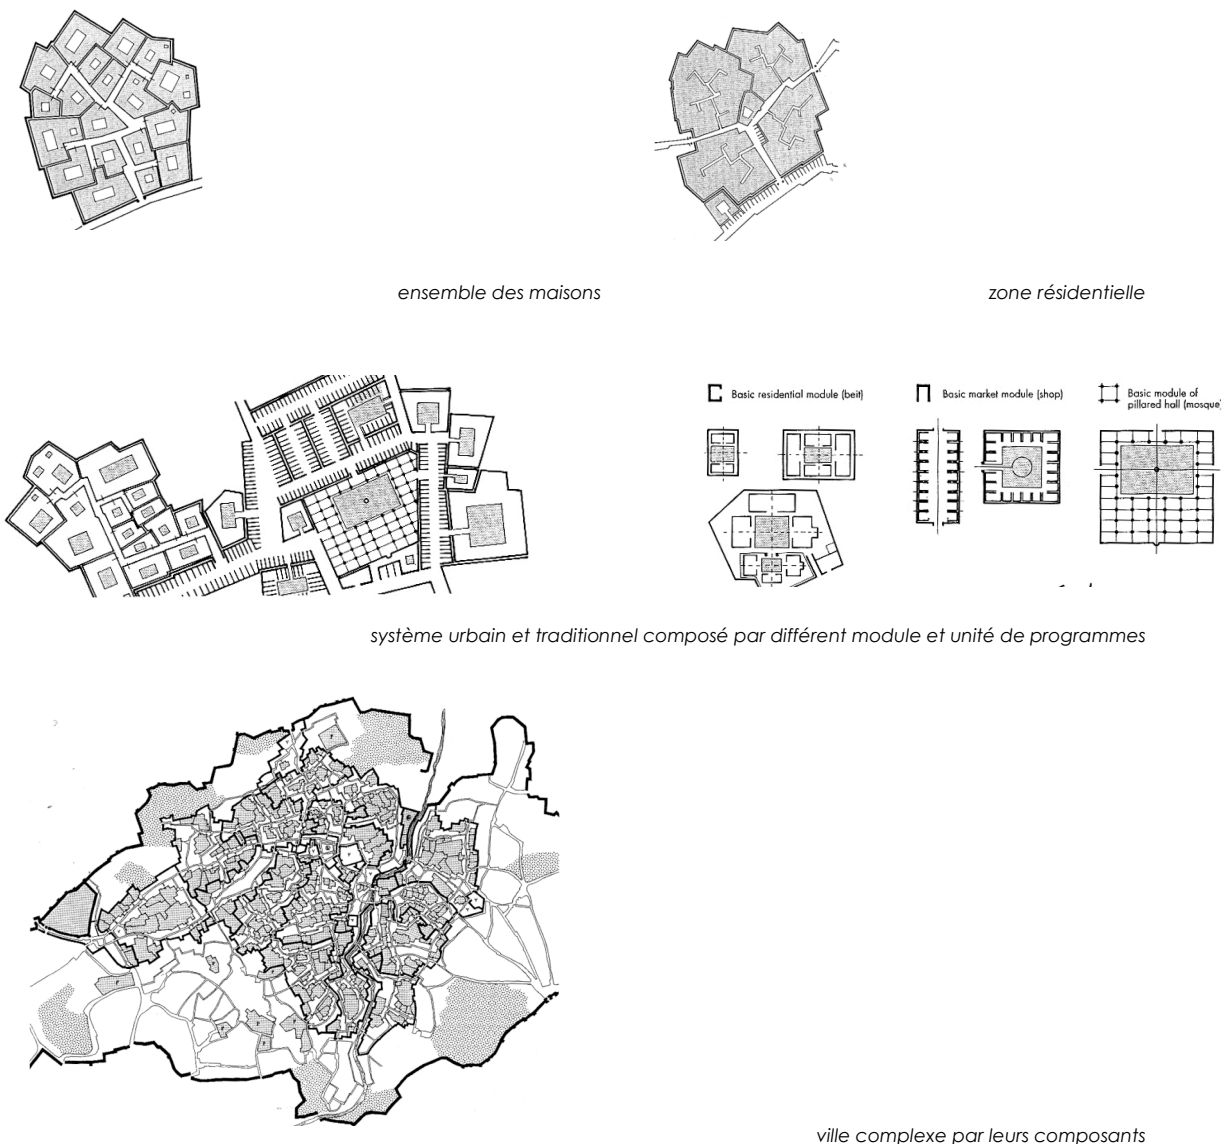 ensemble des maisons
zone résidentielle
Basic residential module (beit)
Basic market module (shop)
Basic module of
pillared hall (mosque)
système urbain et traditionnel composé par différent module et unité de programmes
ville complexe par leurs composants